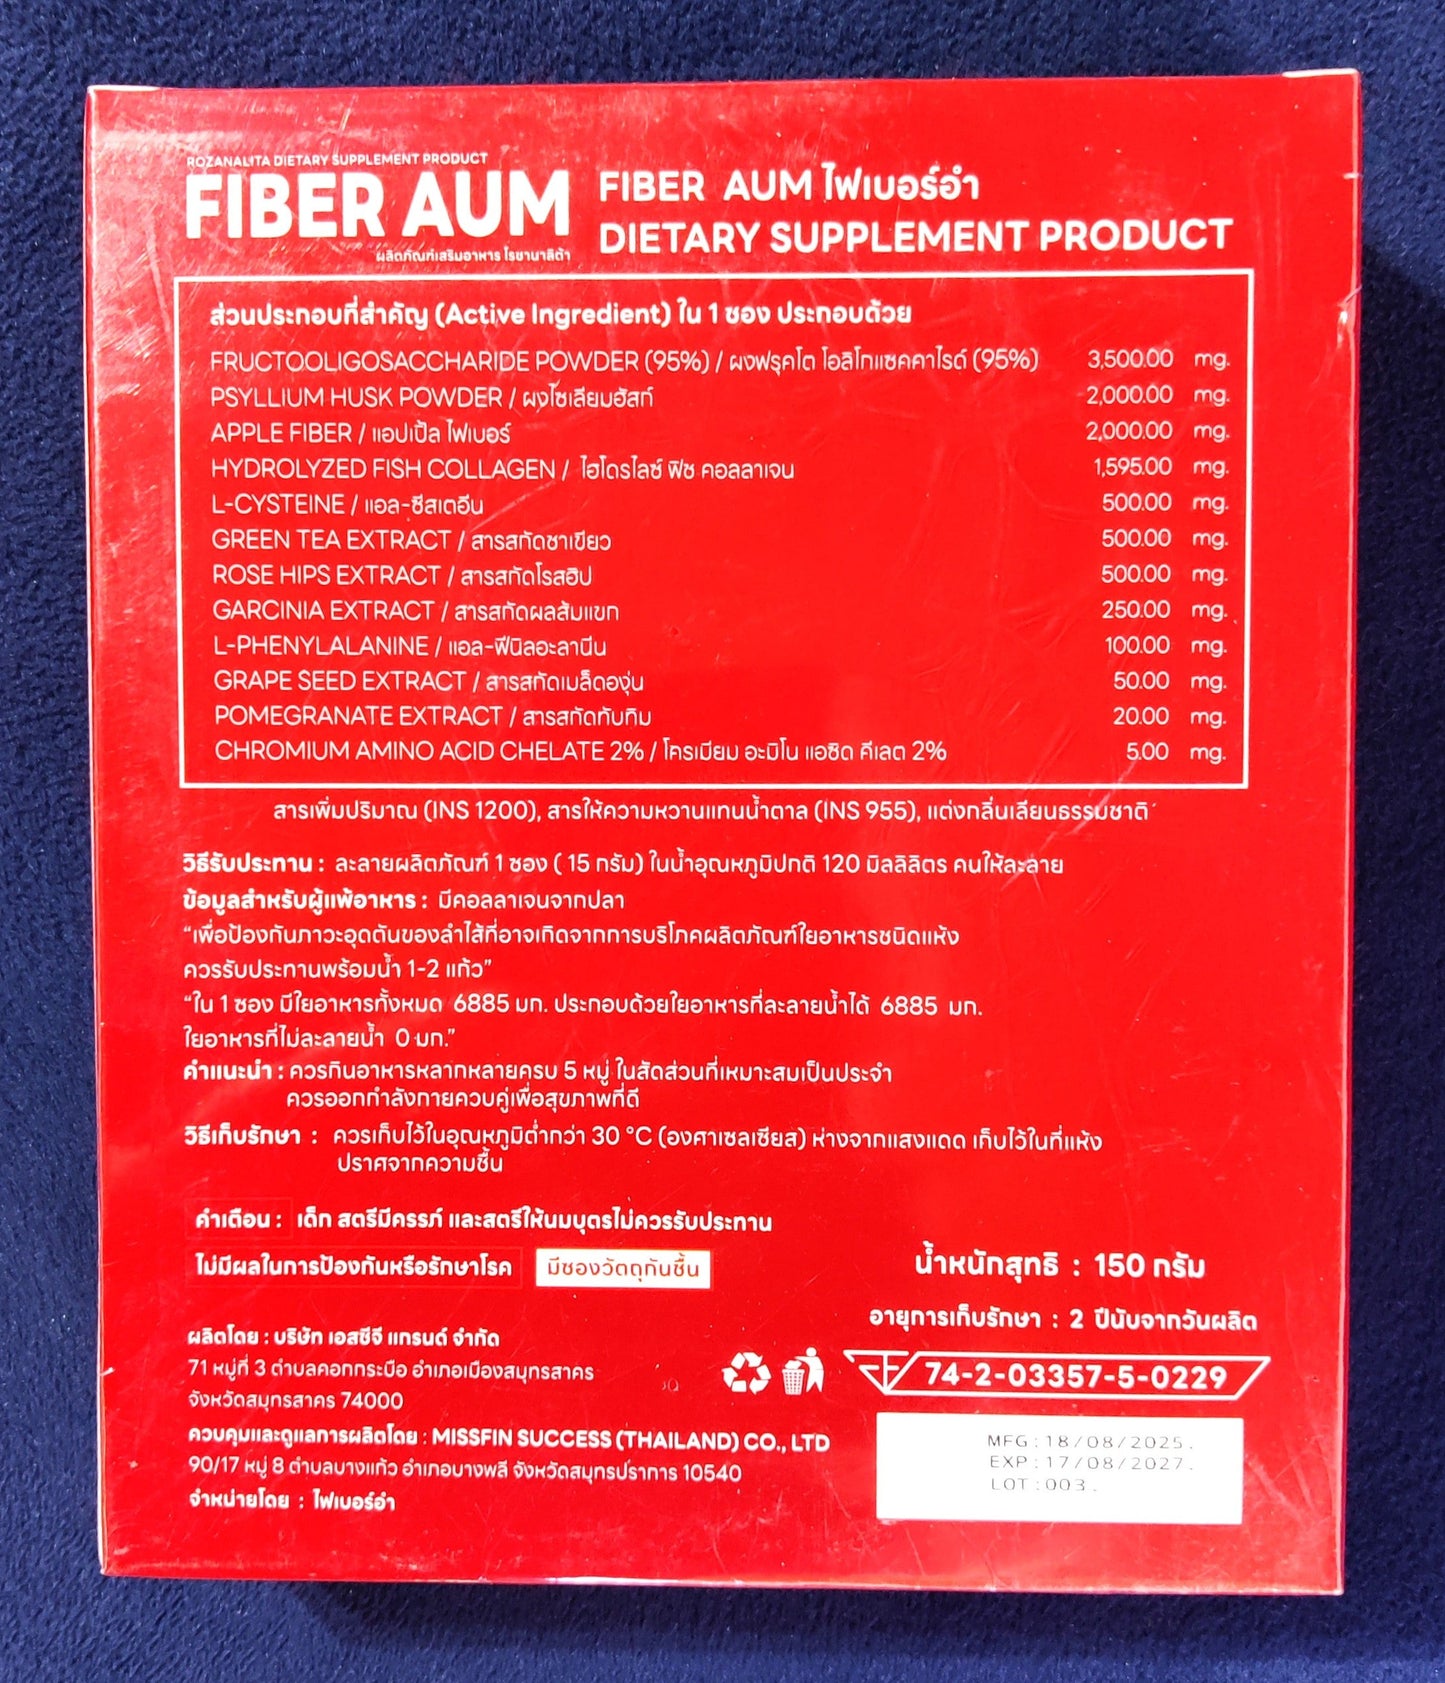 ROZANALITA DIETARY SUPPLEMENT PRODUCT
FIBER AUM
ผลิตภัณฑ์เสริมอาหาร โรซานาลิต้า
FIBER AUM ไฟเบอร์อำ
DIETARY SUPPLEMENT PRODUCT
ส่วนประกอบที่สำคัญ (Active Ingredient) ใน 1 ซอง ประกอบด้วย
FRUCTOOLIGOSACCHARIDE POWDER (95%) / ผงฟรุคโต โอลิโกแซคคาไรด์ (95%) 3,500.00 mg.
PSYLLIUM HUSK POWDER / ผงไซเลียมฮัสก์ 2,000.00 mg.
APPLE FIBER / แอปเปิ้ล ไฟเบอร์ 2,000.00 mg.
HYDROLYZED FISH COLLAGEN / ไฮโดรไลซ์ ฟิช คอลลาเจน 1,595.00 mg.
L-CYSTEINE / แอล-ซีสเตอีน 500.00 mg.
GREEN TEA EXTRACT / สารสกัดชาเขียว 500.00 mg.
ROSE HIPS EXTRACT / สารสกัดโรสฮิป 500.00 mg.
GARCINIA EXTRACT / สารสกัดผลส้มแขก 250.00 mg.
L-PHENYLALANINE / แอล-ฟีนิลอะลานีน 100.00 mg.
GRAPE SEED EXTRACT / สารสกัดเมล็ดองุ่น 50.00 mg.
POMEGRANATE EXTRACT / สารสกัดทับทิม 20.00 mg.
CHROMIUM AMINO ACID CHELATE 2% / โครเมียม อะมิโน แอซิด คีเลต 2% 5.00 mg.
สารเพิ่มปริมาณ (INS 1200), สารให้ความหวานแทนน้ำตาล (INS 955), แต่งกลิ่นเลียนธรรมชาติ
วิธีรับประทาน : ละลายผลิตภัณฑ์ 1 ซอง ( 15 กรัม) ในน้ำอุณหภูมิปกติ 120 มิลลิลิตร คนให้ละลาย
ข้อมูลสำหรับผู้แพ้อาหาร : มีคอลลาเจนจากปลา
“เพื่อป้องกันภาวะอุดตันของลำไส้ที่อาจเกิดจากการบริโภคผลิตภัณฑ์ใยอาหารชนิดแห้ง
ควรรับประทานพร้อมน้ำ 1-2 แก้ว”
“ใน 1 ซอง มีใยอาหารทั้งหมด 6885 มก. ประกอบด้วยใยอาหารที่ละลายน้ำได้ 6885 มก.
ใยอาหารที่ไม่ละลายน้ำ 0 มก.”
คำแนะนำ : ควรกินอาหารหลากหลายครบ 5 หมู่ ในสัดส่วนที่เหมาะสมเป็นประจำ
ควรออกกำลังกายควบคู่เพื่อสุขภาพที่ดี
วิธีเก็บรักษา : ควรเก็บไว้ในอุณหภูมิต่ำกว่า 30 °C (องศาเซลเซียส) ห่างจากแสงแดด เก็บไว้ในที่แห้ง
ปราศจากความชื้น
คำเตือน : เด็ก สตรีมีครรภ์ และสตรีให้นมบุตรไม่ควรรับประทาน
ไม่มีผลในการป้องกันหรือรักษาโรค
มีซองวัตถุกันชื้น
น้ำหนักสุทธิ : 150 กรัม
อายุการเก็บรักษา : 2 ปีนับจากวันผลิต
ผลิตโดย : บริษัท เอสซีจี แกรนด์ จำกัด
71 หมู่ที่ 3 ตำบลคอกกระบือ อำเภอเมืองสมุทรสาคร
จังหวัดสมุทรสาคร 74000
74-2-03357-5-0229
ควบคุมและดูแลการผลิตโดย : MISSFIN SUCCESS (THAILAND) CO., LTD
90/17 หมู่ 8 ตำบลบางแก้ว อำเภอบางพลี จังหวัดสมุทรปราการ 10540
จำหน่ายโดย : ไฟเบอร์อำ
MFG : 18/08/2025.
EXP : 17/08/2027.
LOT : 003.